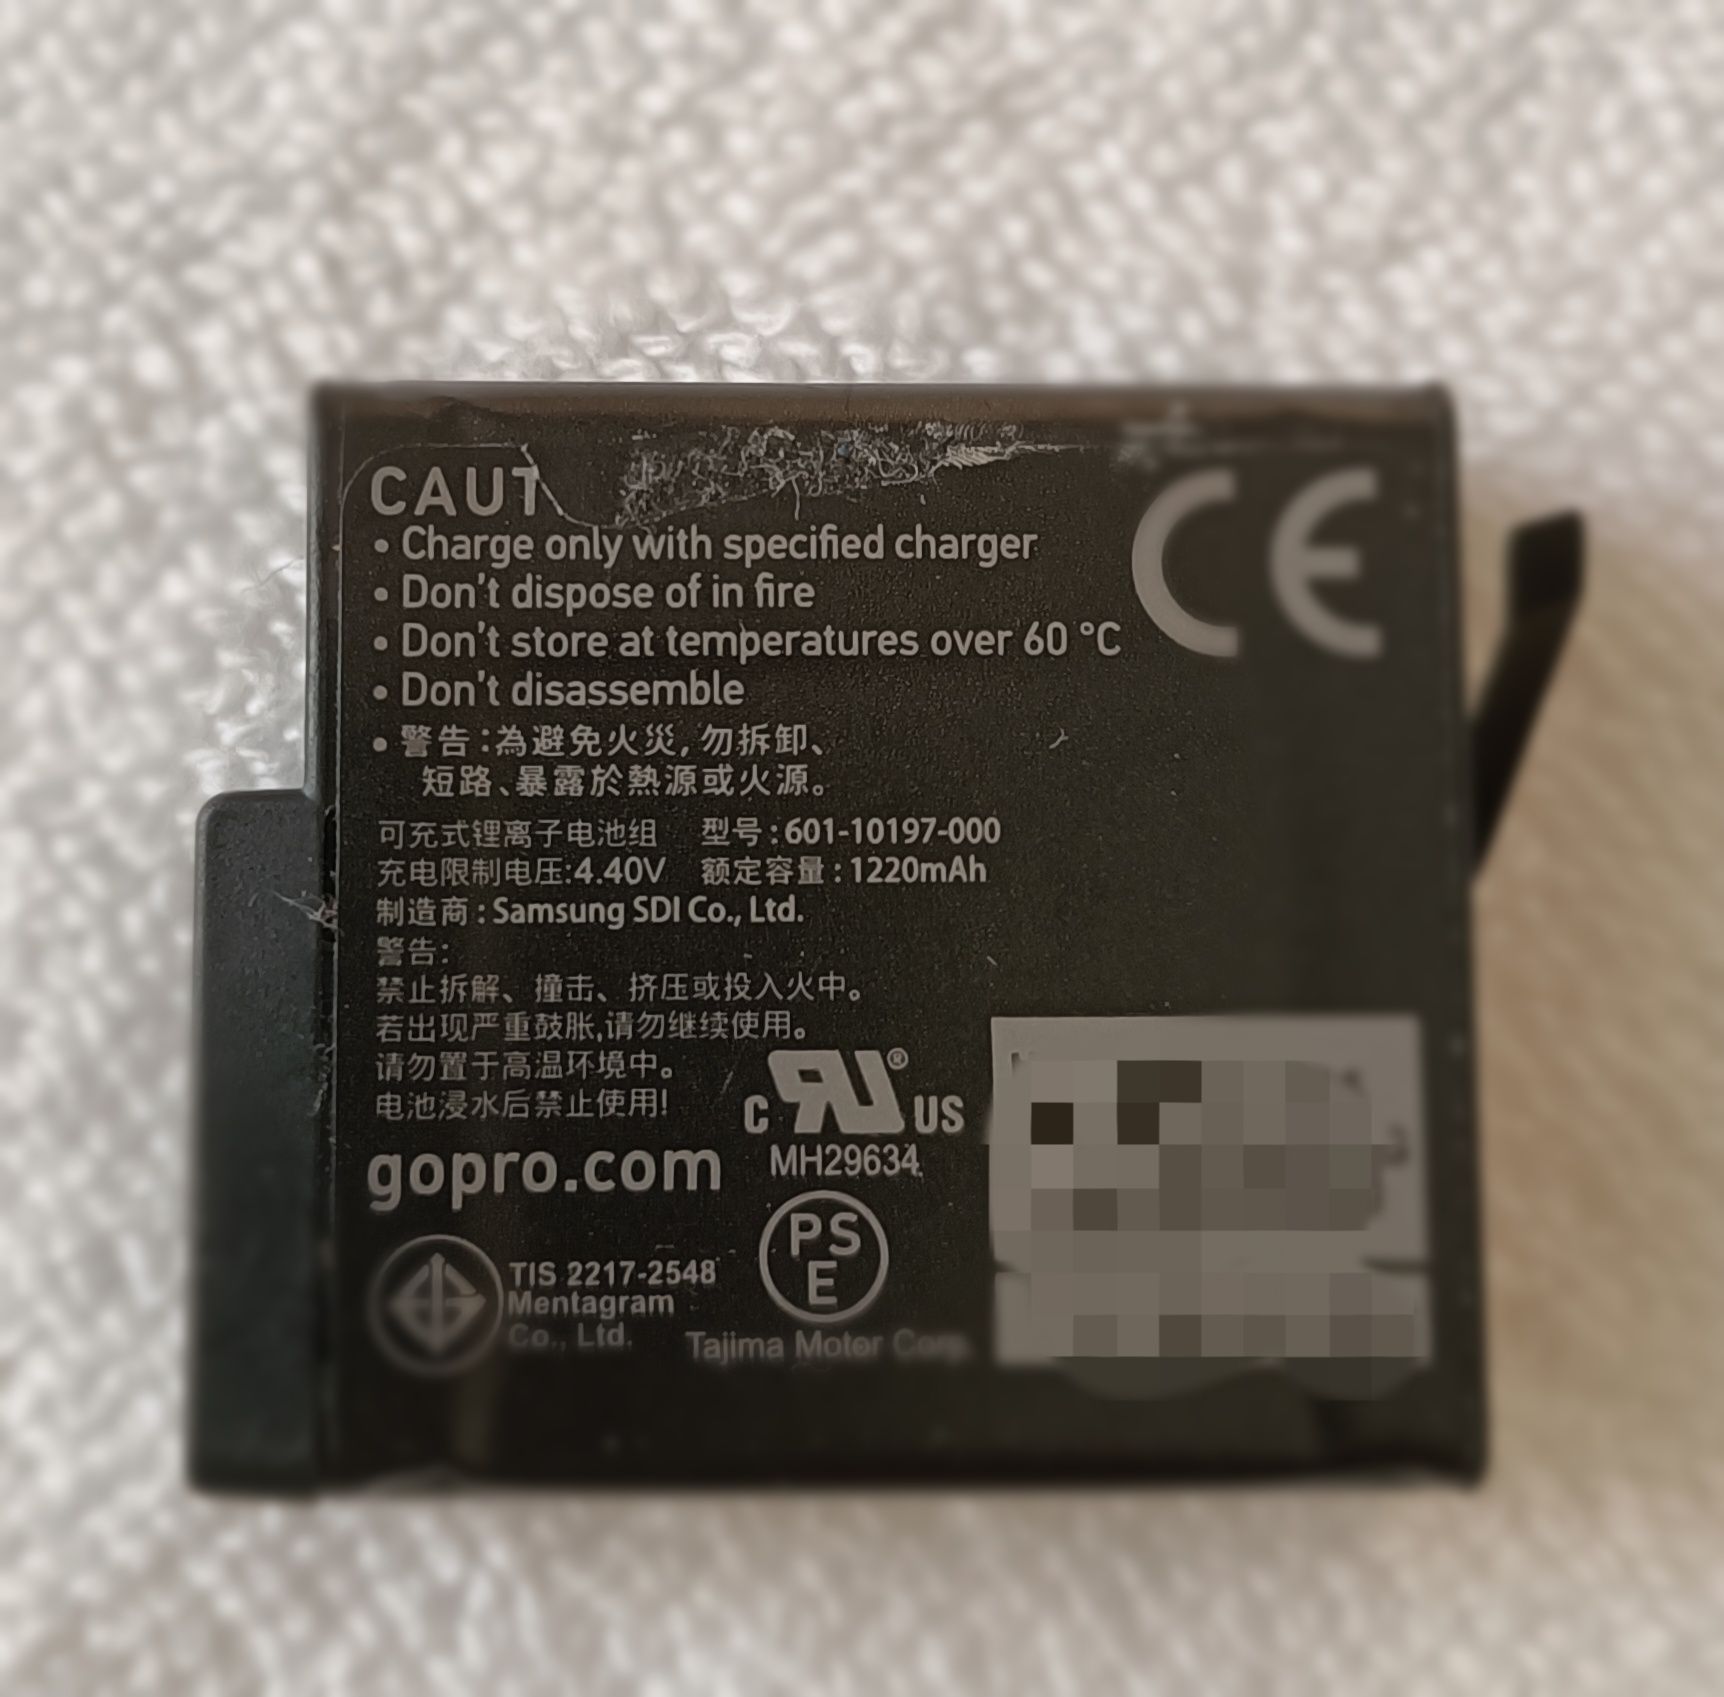 CAUT
• Charge only with specified charger
• Don't dispose of in fire
• Don't store at temperatures over 60 °C
• Don't disassemble
• 警告：為避免火災，勿拆卸、
短路、暴露於熱源或火源。
可充式锂离子电池组 型号：601-10197-000
充电限制电压:4.40V 额定容量：1220mAh
制造商：Samsung SDI Co., Ltd.
警告：
禁止拆解、撞击、挤压或投入火中。
若出现严重鼓胀,请勿继续使用。
请勿置于高温环境中。
电池浸水后禁止使用!
gopro.com
CE
C RU® US
MH29634
TIS 2217-2548
Mentagram
Co., Ltd.
PS
E
Tajima Motor Corp.